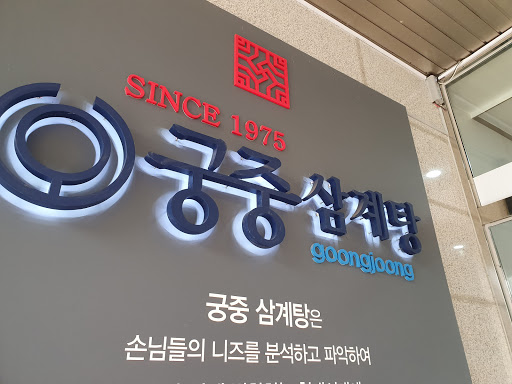 SINCE 1975
궁중 삼계탕
goongjoong
궁중 삼계탕은
손님들의 니즈를 분석하고 파악하여